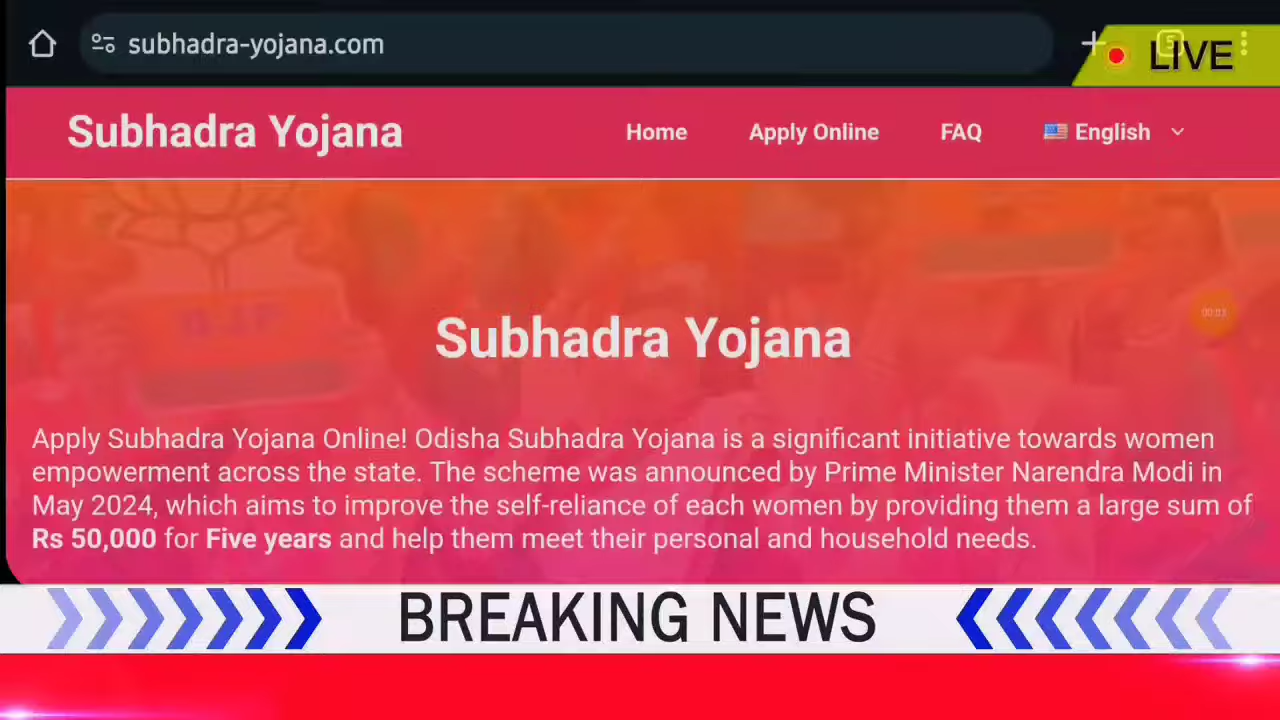 subhadra-yojana.com
LIVE
Subhadra Yojana
Home
Apply Online
FAQ
English
Subhadra Yojana
Apply Subhadra Yojana Online! Odisha Subhadra Yojana is a significant initiative towards women
empowerment across the state. The scheme was announced by Prime Minister Narendra Modi in
May 2024, which aims to improve the self-reliance of each women by providing them a large sum of
Rs 50,000 for Five years and help them meet their personal and household needs.
BREAKING NEWS